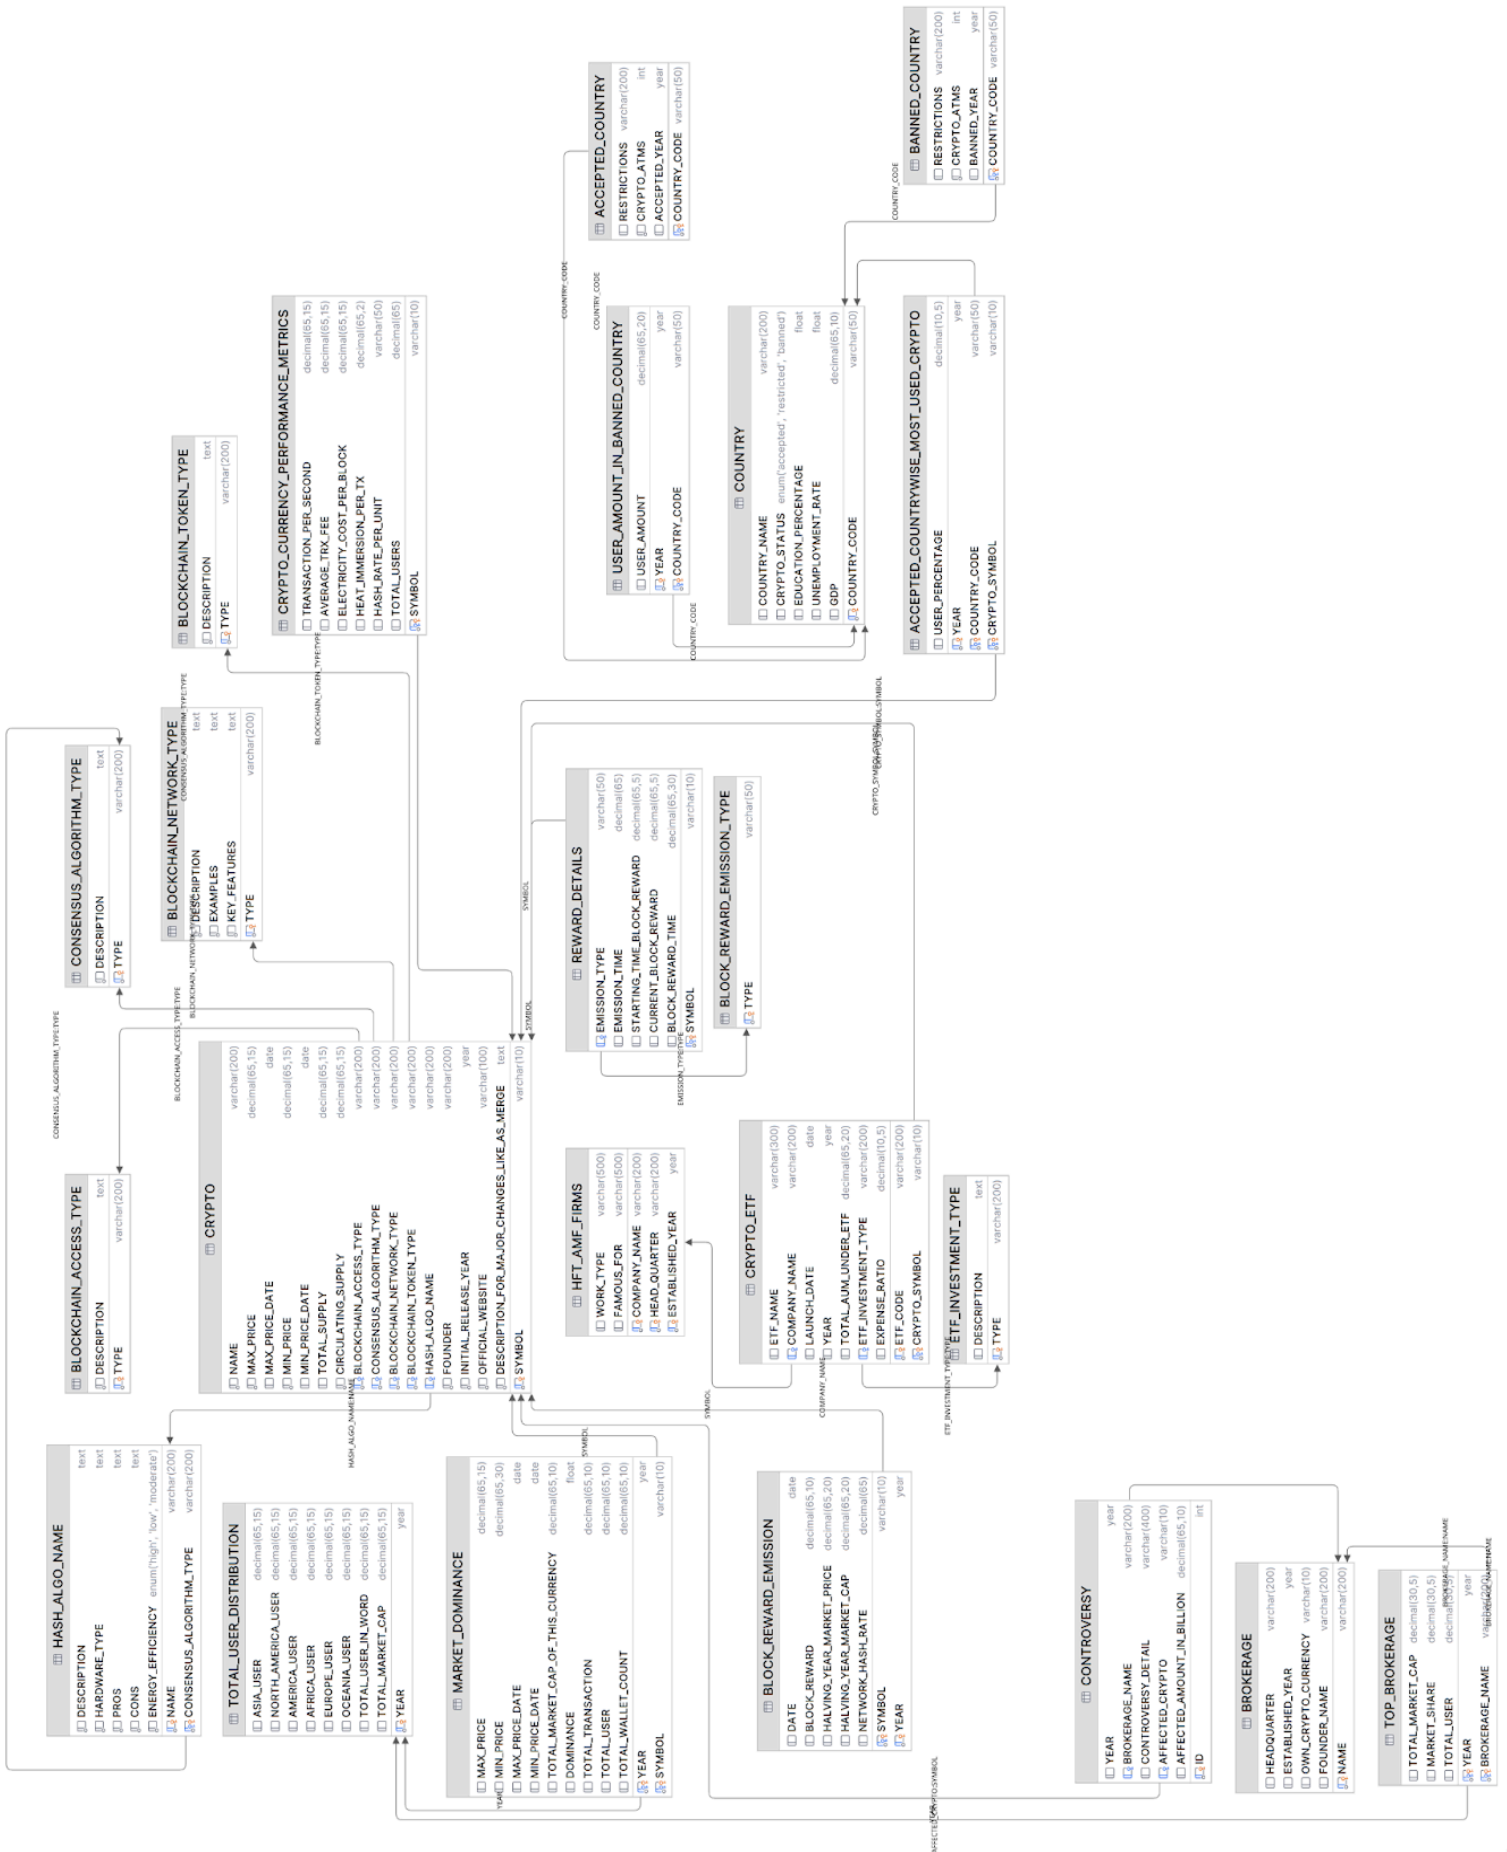 HASH_ALGO_NAME
DESCRIPTION text
HARDWARE_TYPE text
PROS text
CONS text
ENERGY_EFFICIENCY enum('high', 'low', 'moderate')
NAME varchar(200)
CONSENSUS_ALGORITHM_TYPE varchar(200)
BLOCKCHAIN_ACCESS_TYPE
DESCRIPTION text
TYPE varchar(200)
CONSENSUS_ALGORITHM_TYPE:TYPE
CONSENSUS_ALGORITHM_TYPE
DESCRIPTION text
TYPE varchar(200)
BLOCKCHAIN_ACCESS_TYPE:TYPE
BLOCKCHAIN_NETWORK_TYPE
DESCRIPTION text
EXAMPLES text
KEY_FEATURES text
TYPE varchar(200)
CONSENSUS_ALGORITHM_TYPE:TYPE
BLOCKCHAIN_TOKEN_TYPE
DESCRIPTION text
TYPE varchar(200)
TOTAL_USER_DISTRIBUTION
ASIA_USER decimal(65,15)
NORTH_AMERICA_USER decimal(65,15)
AMERICA_USER decimal(65,15)
AFRICA_USER decimal(65,15)
EUROPE_USER decimal(65,15)
OCEANIA_USER decimal(65,15)
TOTAL_USER_IN_WORD decimal(65,15)
TOTAL_MARKET_CAP decimal(65,15)
YEAR year
CRYPTO
NAME varchar(200)
MAX_PRICE decimal(65,15)
MAX_PRICE_DATE date
MIN_PRICE decimal(65,15)
MIN_PRICE_DATE date
TOTAL_SUPPLY decimal(65,15)
CIRCULATING_SUPPLY decimal(65,15)
BLOCKCHAIN_ACCESS_TYPE varchar(200)
CONSENSUS_ALGORITHM_TYPE varchar(200)
BLOCKCHAIN_NETWORK_TYPE varchar(200)
BLOCKCHAIN_TOKEN_TYPE varchar(200)
HASH_ALGO_NAME varchar(200)
FOUNDER varchar(200)
INITIAL_RELEASE_YEAR year
OFFICIAL_WEBSITE varchar(100)
DESCRIPTION_FOR_MAJOR_CHANGES_LIKE_AS_MERGE text
SYMBOL varchar(10)
HASH_ALGO_NAME:NAME
BLOCKCHAIN_TOKEN_TYPE:TYPE
CRYPTO_CURRENCY_PERFORMANCE_METRICS
TRANSACTION_PER_SECOND decimal(65,15)
AVERAGE_TRX_FEE decimal(65,15)
ELECTRICITY_COST_PER_BLOCK decimal(65,15)
HEAT_IMMERSION_PER_TX decimal(65,2)
HASH_RATE_PER_UNIT varchar(50)
TOTAL_USERS decimal(65)
SYMBOL varchar(10)
MARKET_DOMINANCE
MAX_PRICE decimal(65,15)
MIN_PRICE decimal(65,30)
MAX_PRICE_DATE date
MIN_PRICE_DATE date
TOTAL_MARKET_CAP_OF_THIS_CURRENCY decimal(65,10)
DOMINANCE float
TOTAL_TRANSACTION decimal(65,10)
TOTAL_USER decimal(65,10)
TOTAL_WALLET_COUNT decimal(65,10)
YEAR year
SYMBOL varchar(10)
YEAR
SYMBOL
SYMBOL
SYMBOL
HFT_AMF_FIRMS
WORK_TYPE varchar(500)
FAMOUS_FOR varchar(500)
COMPANY_NAME varchar(200)
HEAD_QUARTER varchar(200)
ESTABLISHED_YEAR year
REWARD_DETAILS
EMISSION_TYPE varchar(50)
EMISSION_TIME decimal(65)
STARTING_TIME_BLOCK_REWARD decimal(65,5)
CURRENT_BLOCK_REWARD decimal(65,5)
BLOCK_REWARD_TIME decimal(65,30)
SYMBOL varchar(10)
EMISSION_TYPE:TYPE
COUNTRY_CODE
COUNTRY_CODE
ACCEPTED_COUNTRY
RESTRICTIONS varchar(200)
CRYPTO_ATMS int
ACCEPTED_YEAR year
COUNTRY_CODE varchar(50)
USER_AMOUNT_IN_BANNED_COUNTRY
USER_AMOUNT decimal(65,20)
YEAR year
COUNTRY_CODE varchar(50)
COUNTRY_CODE
SYMBOL
BLOCK_REWARD_EMISSION_TYPE
TYPE varchar(50)
COUNTRY
COUNTRY_NAME varchar(200)
CRYPTO_STATUS enum('accepted', 'restricted', 'banned')
EDUCATION_PERCENTAGE float
UNEMPLOYMENT_RATE float
GDP decimal(65,10)
COUNTRY_CODE varchar(50)
CRYPTO_ETF
ETF_NAME varchar(300)
COMPANY_NAME varchar(200)
LAUNCH_DATE date
YEAR year
TOTAL_AUM_UNDER_ETF decimal(65,20)
ETF_INVESTMENT_TYPE varchar(200)
EXPENSE_RATIO decimal(10,5)
ETF_CODE varchar(200)
CRYPTO_SYMBOL varchar(10)
COMPANY_NAME
BLOCK_REWARD_EMISSION
DATE date
BLOCK_REWARD decimal(65,10)
HALVING_YEAR_MARKET_PRICE decimal(65,20)
HALVING_YEAR_MARKET_CAP decimal(65,20)
NETWORK_HASH_RATE decimal(65)
SYMBOL varchar(10)
YEAR year
COUNTRY_CODE
ACCEPTED_COUNTRYWISE_MOST_USED_CRYPTO
USER_PERCENTAGE decimal(10,5)
YEAR year
COUNTRY_CODE varchar(50)
CRYPTO_SYMBOL varchar(10)
BANNED_COUNTRY
RESTRICTIONS varchar(200)
CRYPTO_ATMS int
BANNED_YEAR year
COUNTRY_CODE varchar(50)
ETF_INVESTMENT_TYPE:TYPE
ETF_INVESTMENT_TYPE
DESCRIPTION text
TYPE varchar(200)
CONTROVERSY
YEAR year
BROKERAGE_NAME varchar(200)
CONTROVERSY_DETAIL varchar(400)
AFFECTED_CRYPTO varchar(10)
AFFECTED_AMOUNT_IN_BILLION decimal(65,10)
ID int
BROKERAGE
HEADQUARTER varchar(200)
ESTABLISHED_YEAR year
OWN_CRYPTO_CURRENCY varchar(10)
FOUNDER_NAME varchar(200)
NAME varchar(200)
TOP_BROKERAGE
TOTAL_MARKET_CAP decimal(30,5)
MARKET_SHARE decimal(30,5)
TOTAL_USER
YEAR year
BROKERAGE_NAME